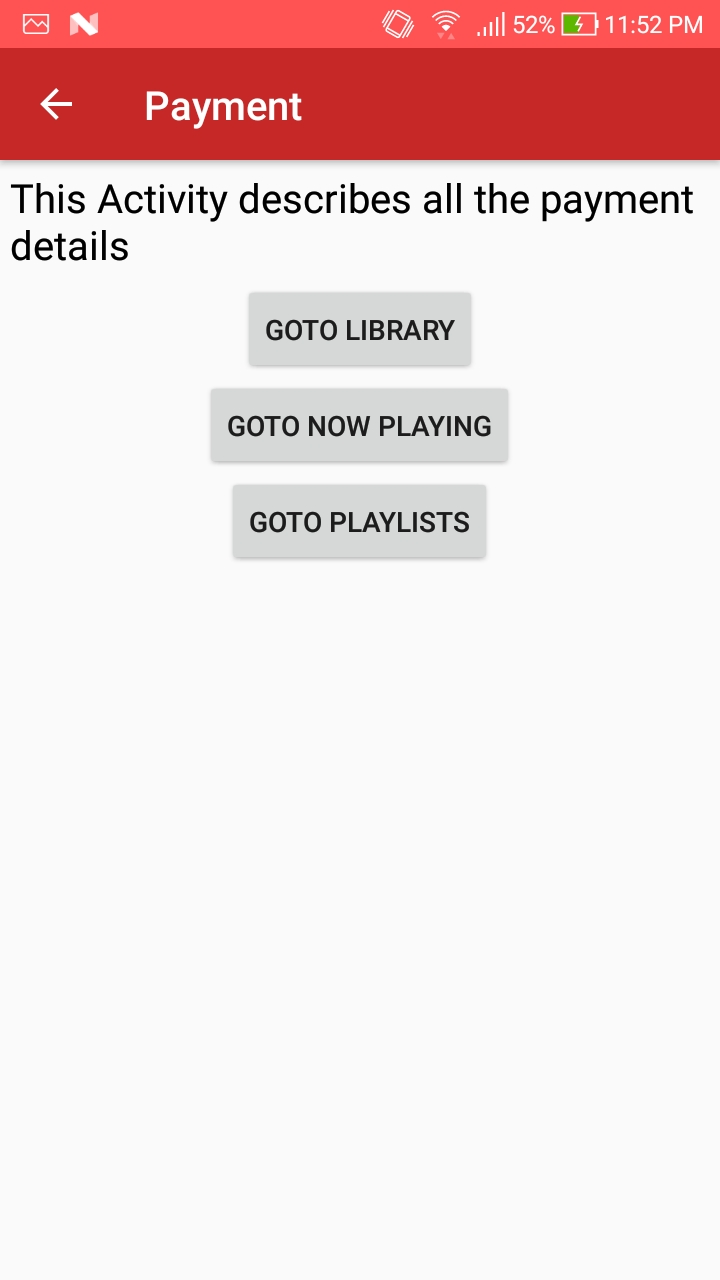 52% 11:52 PM
Payment
This Activity describes all the payment
details
GOTO LIBRARY
GOTO NOW PLAYING
GOTO PLAYLISTS